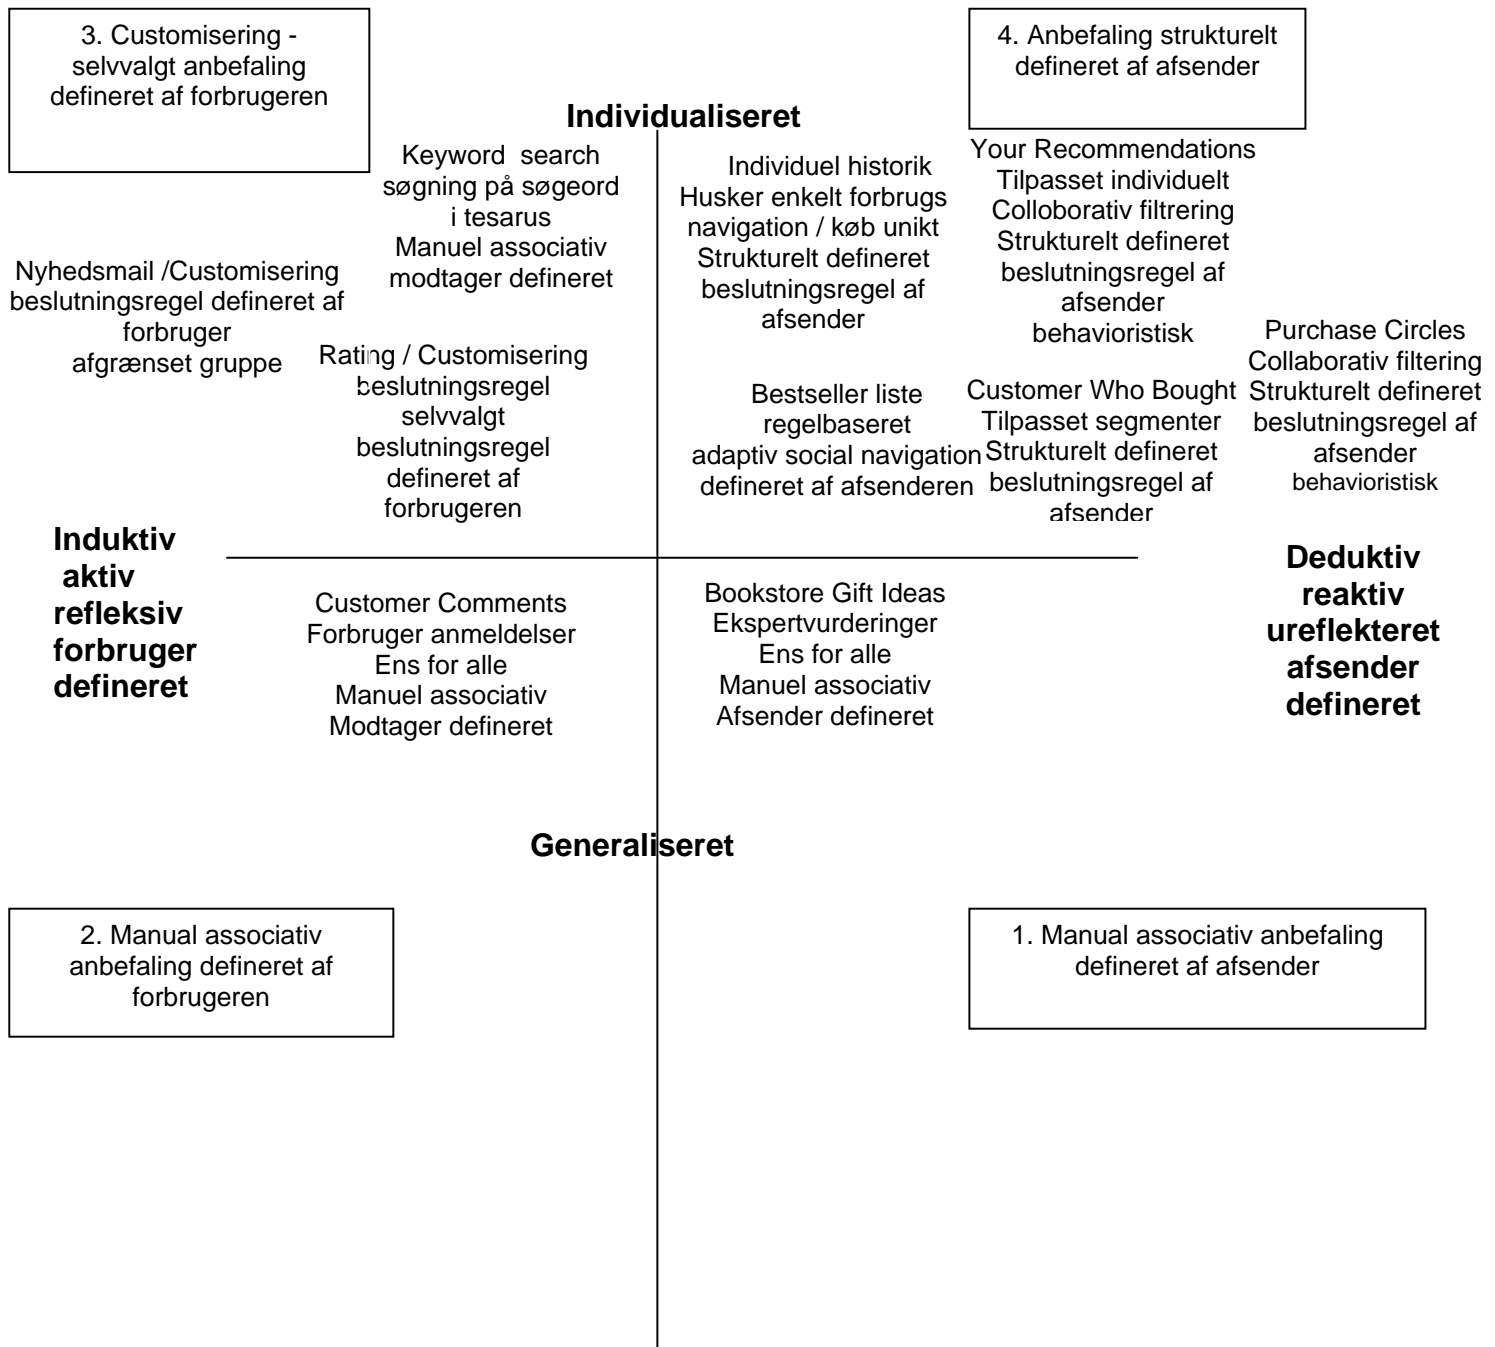 3. Customisering -
selvvalgt anbefaling
defineret af forbrugeren
4. Anbefaling strukturelt
defineret af afsender
Individualiseret
Keyword search
søgning på søgeord
i tesarus
Manuel associativ
modtager defineret
Individuel historik
Husker enkelt forbrugs
navigation / køb unikt
Strukturelt defineret
beslutningsregel af
afsender
Your Recommendations
Tilpasset individuelt
Colloborativ filtrering
Strukturelt defineret
beslutningsregel af
afsender
behavioristisk
Nyhedsmail /Customisering
beslutningsregel defineret af
forbruger
afgrænset gruppe
Rating / Customisering
beslutningsregel
selvvalgt
beslutningsregel
defineret af
forbrugeren
Bestseller liste
regelbaseret
adaptiv social navigation
defineret af afsenderen
Customer Who Bought
Tilpasset segmenter
Strukturelt defineret
beslutningsregel af
afsender
Purchase Circles
Collaborativ filtering
Strukturelt defineret
beslutningsregel af
afsender
behavioristisk
Induktiv
aktiv
refleksiv
forbruger
defineret
Deduktiv
reaktiv
ureflekteret
afsender
defineret
Customer Comments
Forbruger anmeldelser
Ens for alle
Manuel associativ
Modtager defineret
Bookstore Gift Ideas
Ekspertvurderinger
Ens for alle
Manuel associativ
Afsender defineret
Generaliseret
2. Manual associativ
anbefaling defineret af
forbrugeren
1. Manual associativ anbefaling
defineret af afsender